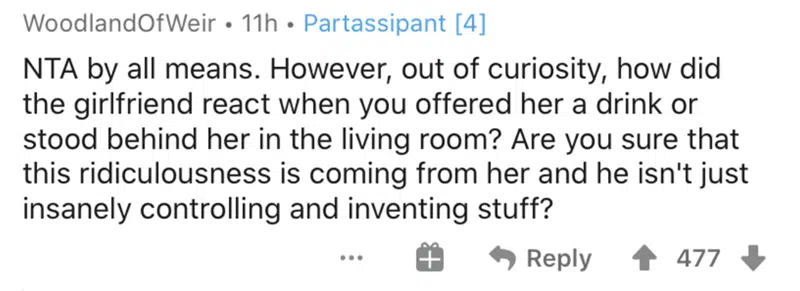 WoodlandOfWeir • 11h • Partassipant [4]
NTA by all means. However, out of curiosity, how did
the girlfriend react when you offered her a drink or
stood behind her in the living room? Are you sure that
this ridiculousness is coming from her and he isn't just
insanely controlling and inventing stuff?
... Reply 477